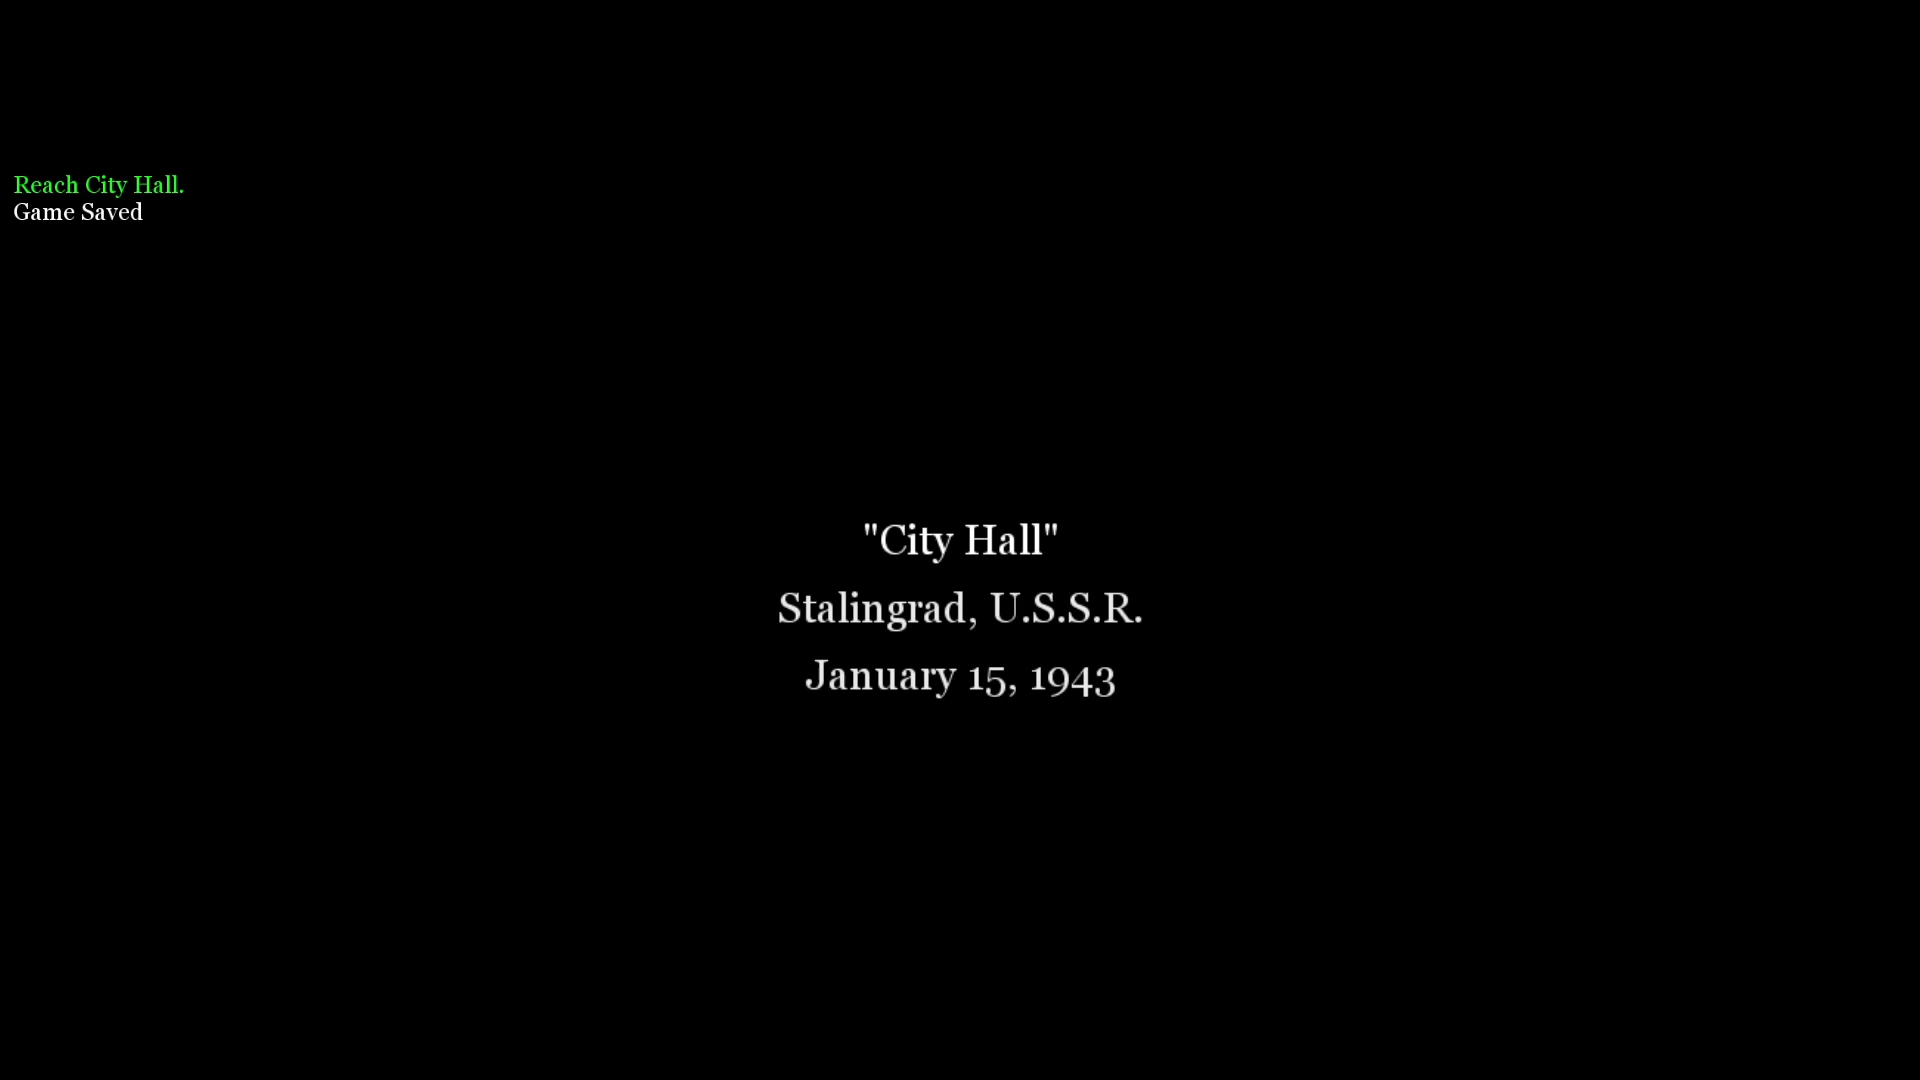 Reach City Hall.
Game Saved
"City Hall"
Stalingrad, U.S.S.R.
January 15, 1943